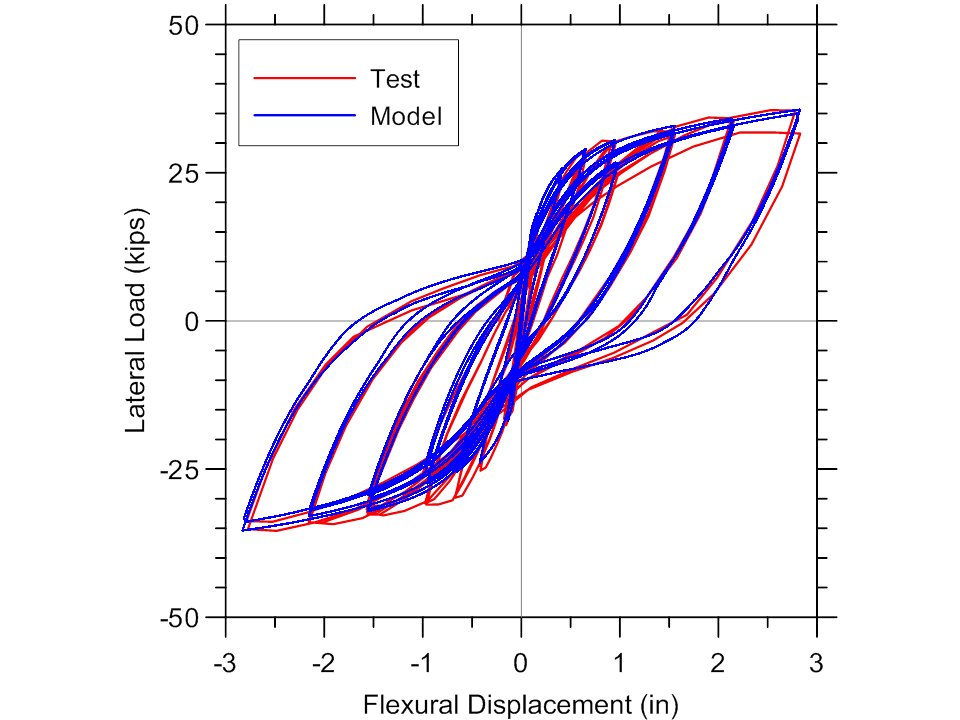 50
Test
Model
25
Lateral Load (kips)
0
-25
-50
-3 -2 -1 0 1 2 3
Flexural Displacement (in)